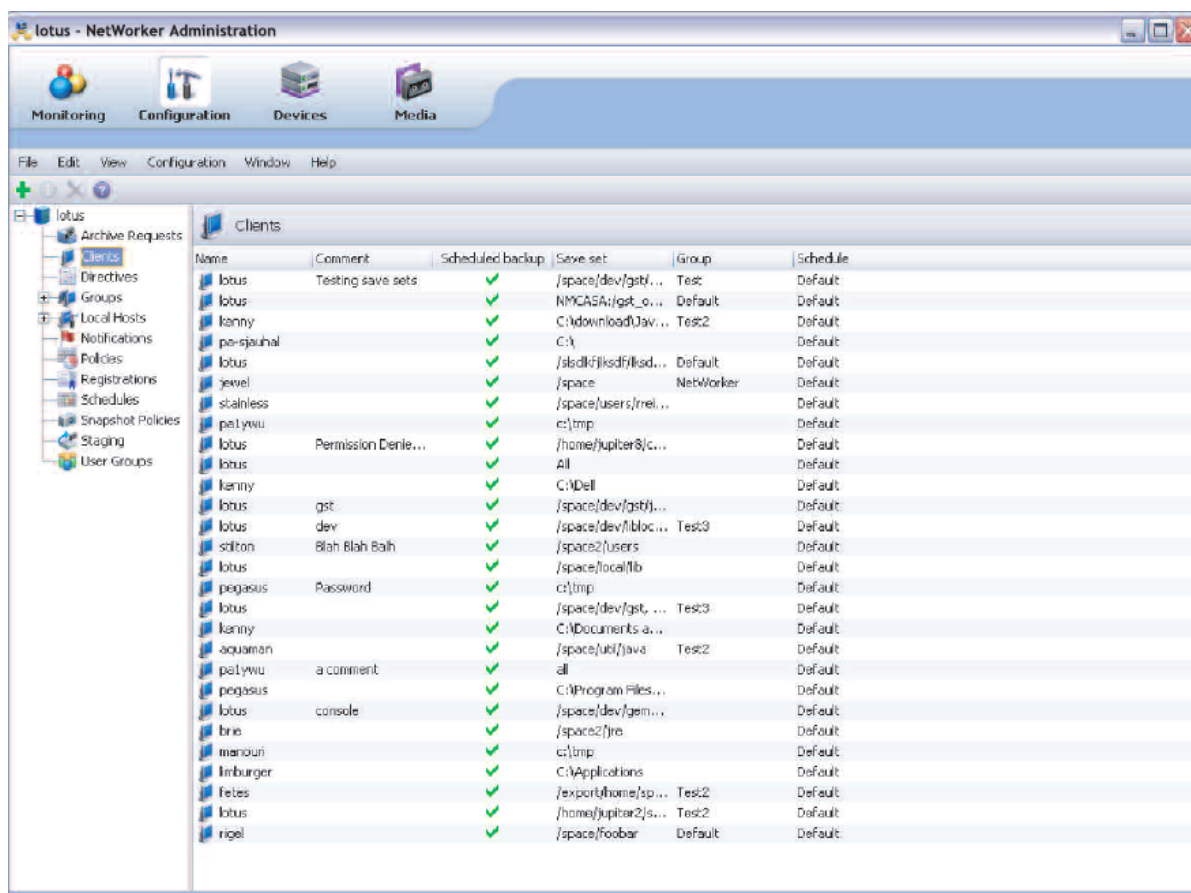 lotus - NetWorker Administration
Monitoring Configuration Devices Media
File Edit View Configuration Window Help
lotus
Archive Requests
Clients
Directives
Groups
Local Hosts
Notifications
Policies
Registrations
Schedules
Snapshot Policies
Staging
User Groups
Clients
Name Comment Scheduled backup Save set Group Schedule
lotus Testing save sets /space/dev/gst/... Test Default
lotus NMCASA:/gst_o... Default Default
kenny C:\download\Jav... Test2 Default
pa-sjauhal C:\ Default
lotus Default Default
jewel /space NetWorker Default
stainless /space/users/rrei... Default
pa1ywu c:\tmp Default
lotus Permission Denie... /home/jupiter8/c... Default
lotus All Default
kenny C:\Dell Default
lotus gst /space/dev/gst/j... Default
lotus dev /space/dev/libloc... Test3 Default
stilton Blah Blah Balh /space2/users Default
lotus /space/local/lib Default
pegasus Password c:\tmp Default
lotus /space/dev/gst, ... Test3 Default
kenny C:\Documents a... Default
aquaman /space/util/java Test2 Default
pa1ywu a comment all Default
pegasus C:\Program Files... Default
lotus console /space/dev/gem... Default
brie /space2/jre Default
manouri c:\tmp Default
limburger C:\Applications Default
fetes /export/home/sp... Test2 Default
lotus /home/jupiter2/s... Test2 Default
rigel /space/foobar Default Default